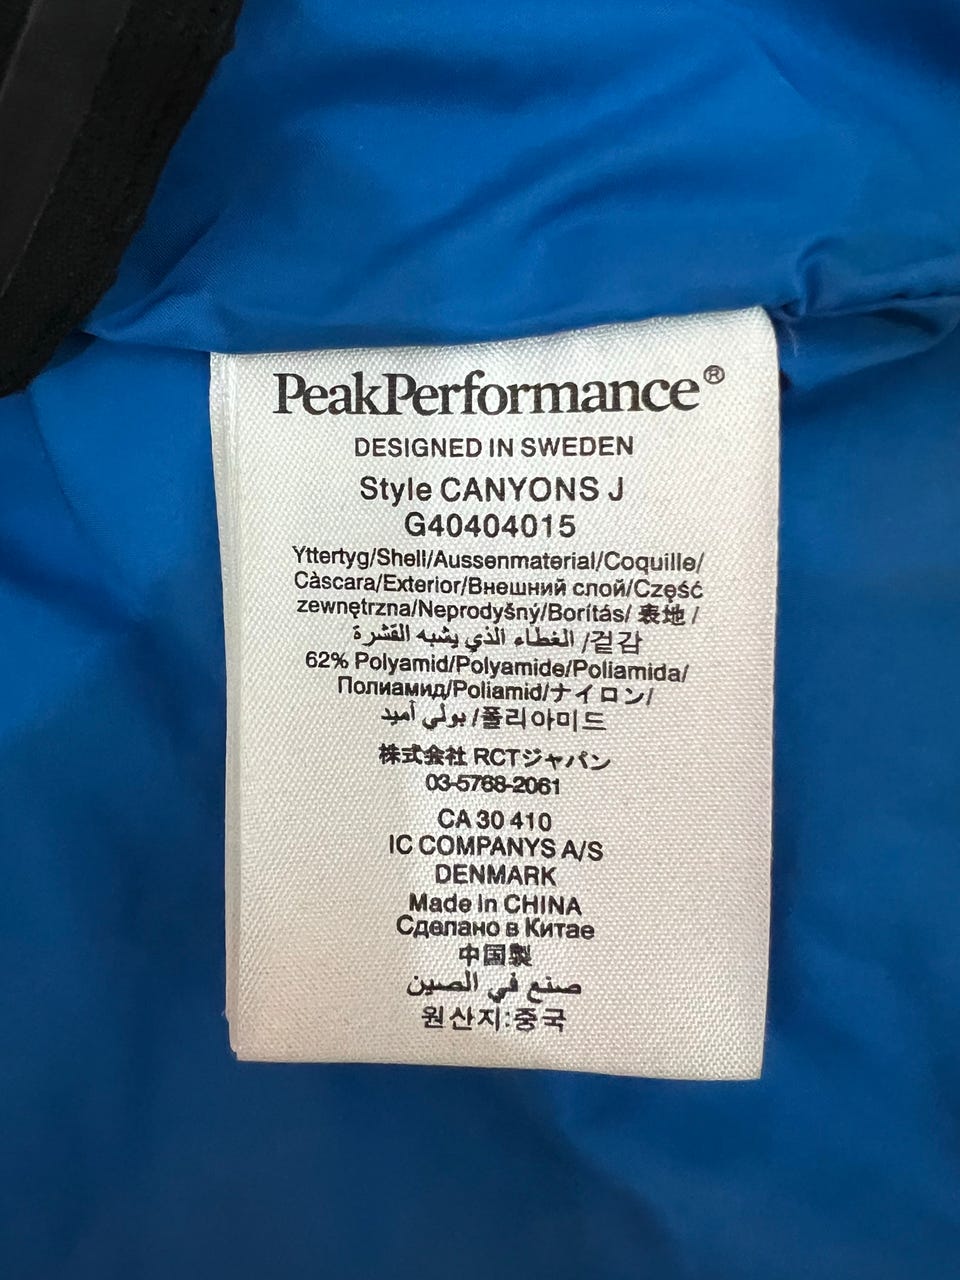 PeakPerformance®
DESIGNED IN SWEDEN
Style CANYONS J
G40404015
Yttertyg/Shell/Aussenmaterial/Coquille/
Càscara/Exterior/Внешний слой/Część
zewnętrzna/Neprodyšný/Borítás/ 表地 /
الغطاء الذي يشبه القشرة /겉감
62% Polyamid/Polyamide/Poliamida/
Полиамид/Poliamid/ナイロン/
بولي أميد /폴리아미드
株式会社 RCTジャパン
03-5768-2061
CA 30 410
IC COMPANYS A/S
DENMARK
Made in CHINA
Сделано в Китае
中国製
صنع في الصين
원산지:중국